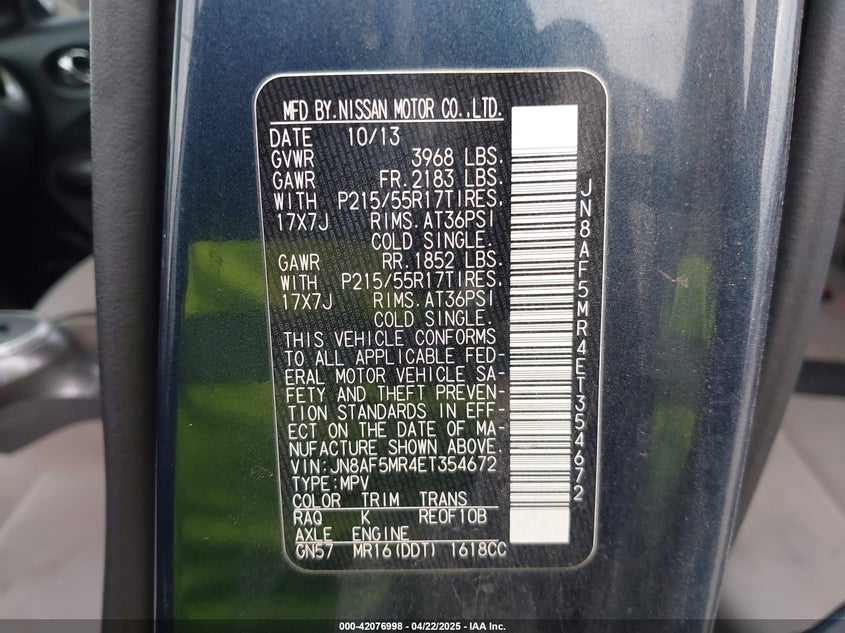 MFD BY.NISSAN MOTOR CO.,LTD.
DATE 10/13
GVWR 3968 LBS.
GAWR FR.2183 LBS.
WITH P215/55R17TIRES.
17X7J RIMS.AT36PSI
COLD SINGLE.
GAWR RR.1852 LBS.
WITH P215/55R17TIRES.
17X7J RIMS.AT36PSI
COLD SINGLE.
THIS VEHICLE CONFORMS
TO ALL APPLICABLE FED-
ERAL MOTOR VEHICLE SA-
FETY AND THEFT PREVEN-
TION STANDARDS IN EFF-
ECT ON THE DATE OF MA-
NUFACTURE SHOWN ABOVE.
VIN:JN8AF5MR4ET354672
TYPE:MPV
COLOR TRIM TRANS
RAQ K RE0F10B
AXLE ENGINE
GN57 MR16(DDT) 1618CC
JN8AF5MR4ET354672
000-42076998 - 04/22/2025 - IAA Inc.